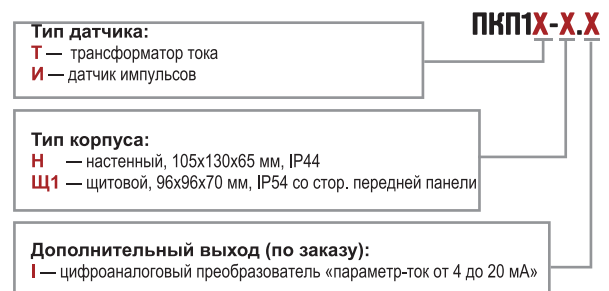 ПКП1Х-Х.Х
Тип датчика:
Т — трансформатор тока
И — датчик импульсов
Тип корпуса:
Н — настенный, 105х130х65 мм, IP44
Щ1 — щитовой, 96х96х70 мм, IP54 со стор. передней панели
Дополнительный выход (по заказу):
I — цифроаналоговый преобразователь «параметр-ток от 4 до 20 мА»